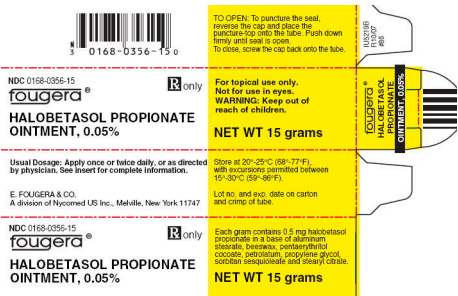 N
3 0168-0356-15 0
TO OPEN: To puncture the seal,
reverse the cap and place the
puncture-top onto the tube. Push down
firmly until seal is open.
To close, screw the cap back onto the tube.
IU5219B
R10/07
#86
NDC 0168-0356-15
fougera®
Rx only
HALOBETASOL PROPIONATE
OINTMENT, 0.05%
For topical use only.
Not for use in eyes.
WARNING: Keep out of
reach of children.
NET WT 15 grams
fougera®
HALOBETASOL
PROPIONATE
OINTMENT, 0.05%
Usual Dosage: Apply once or twice daily, or as directed
by physician. See insert for complete information.
E. FOUGERA & CO.
A division of Nycomed US Inc., Melville, New York 11747
Store at 20°-25°C (68°-77°F),
with excursions permitted between
15°-30°C (59°-86°F).
Lot no. and exp. date on carton
and crimp of tube.
NDC 0168-0356-15
fougera®
Rx only
HALOBETASOL PROPIONATE
OINTMENT, 0.05%
Each gram contains 0.5 mg halobetasol
propionate in a base of aluminum
stearate, beeswax, pentaerythritol
cocoate, petrolatum, propylene glycol,
sorbitan sesquioleate and stearyl citrate.
NET WT 15 grams